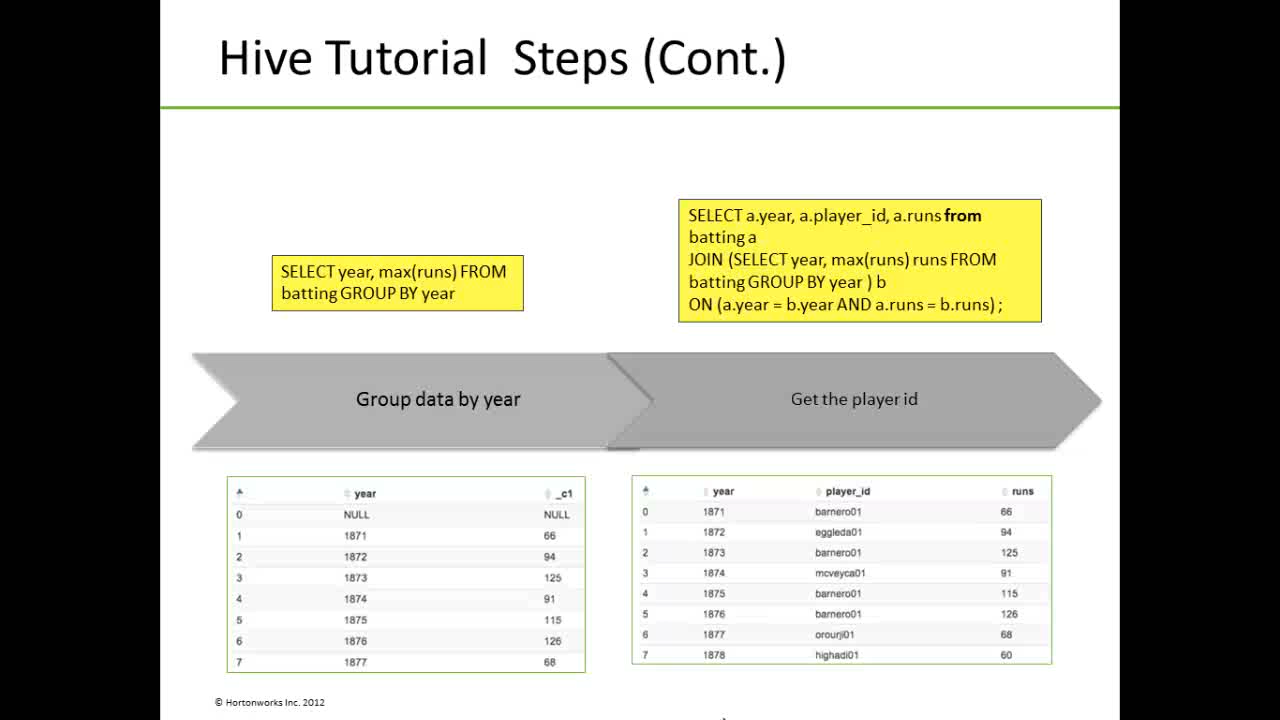 Hive Tutorial Steps (Cont.)
SELECT year, max(runs) FROM
batting GROUP BY year
SELECT a.year, a.player_id, a.runs from
batting a
JOIN (SELECT year, max(runs) runs FROM
batting GROUP BY year ) b
ON (a.year = b.year AND a.runs = b.runs) ;
Group data by year
Get the player id
year _c1
0 NULL NULL
1 1871 66
2 1872 94
3 1873 125
4 1874 91
5 1875 115
6 1876 126
7 1877 68
year player_id runs
0 1871 barnero01 66
1 1872 eggleda01 94
2 1873 barnero01 125
3 1874 mcveyca01 91
4 1875 barnero01 115
5 1876 barnero01 126
6 1877 orourji01 68
7 1878 highadi01 60
© Hortonworks Inc. 2012